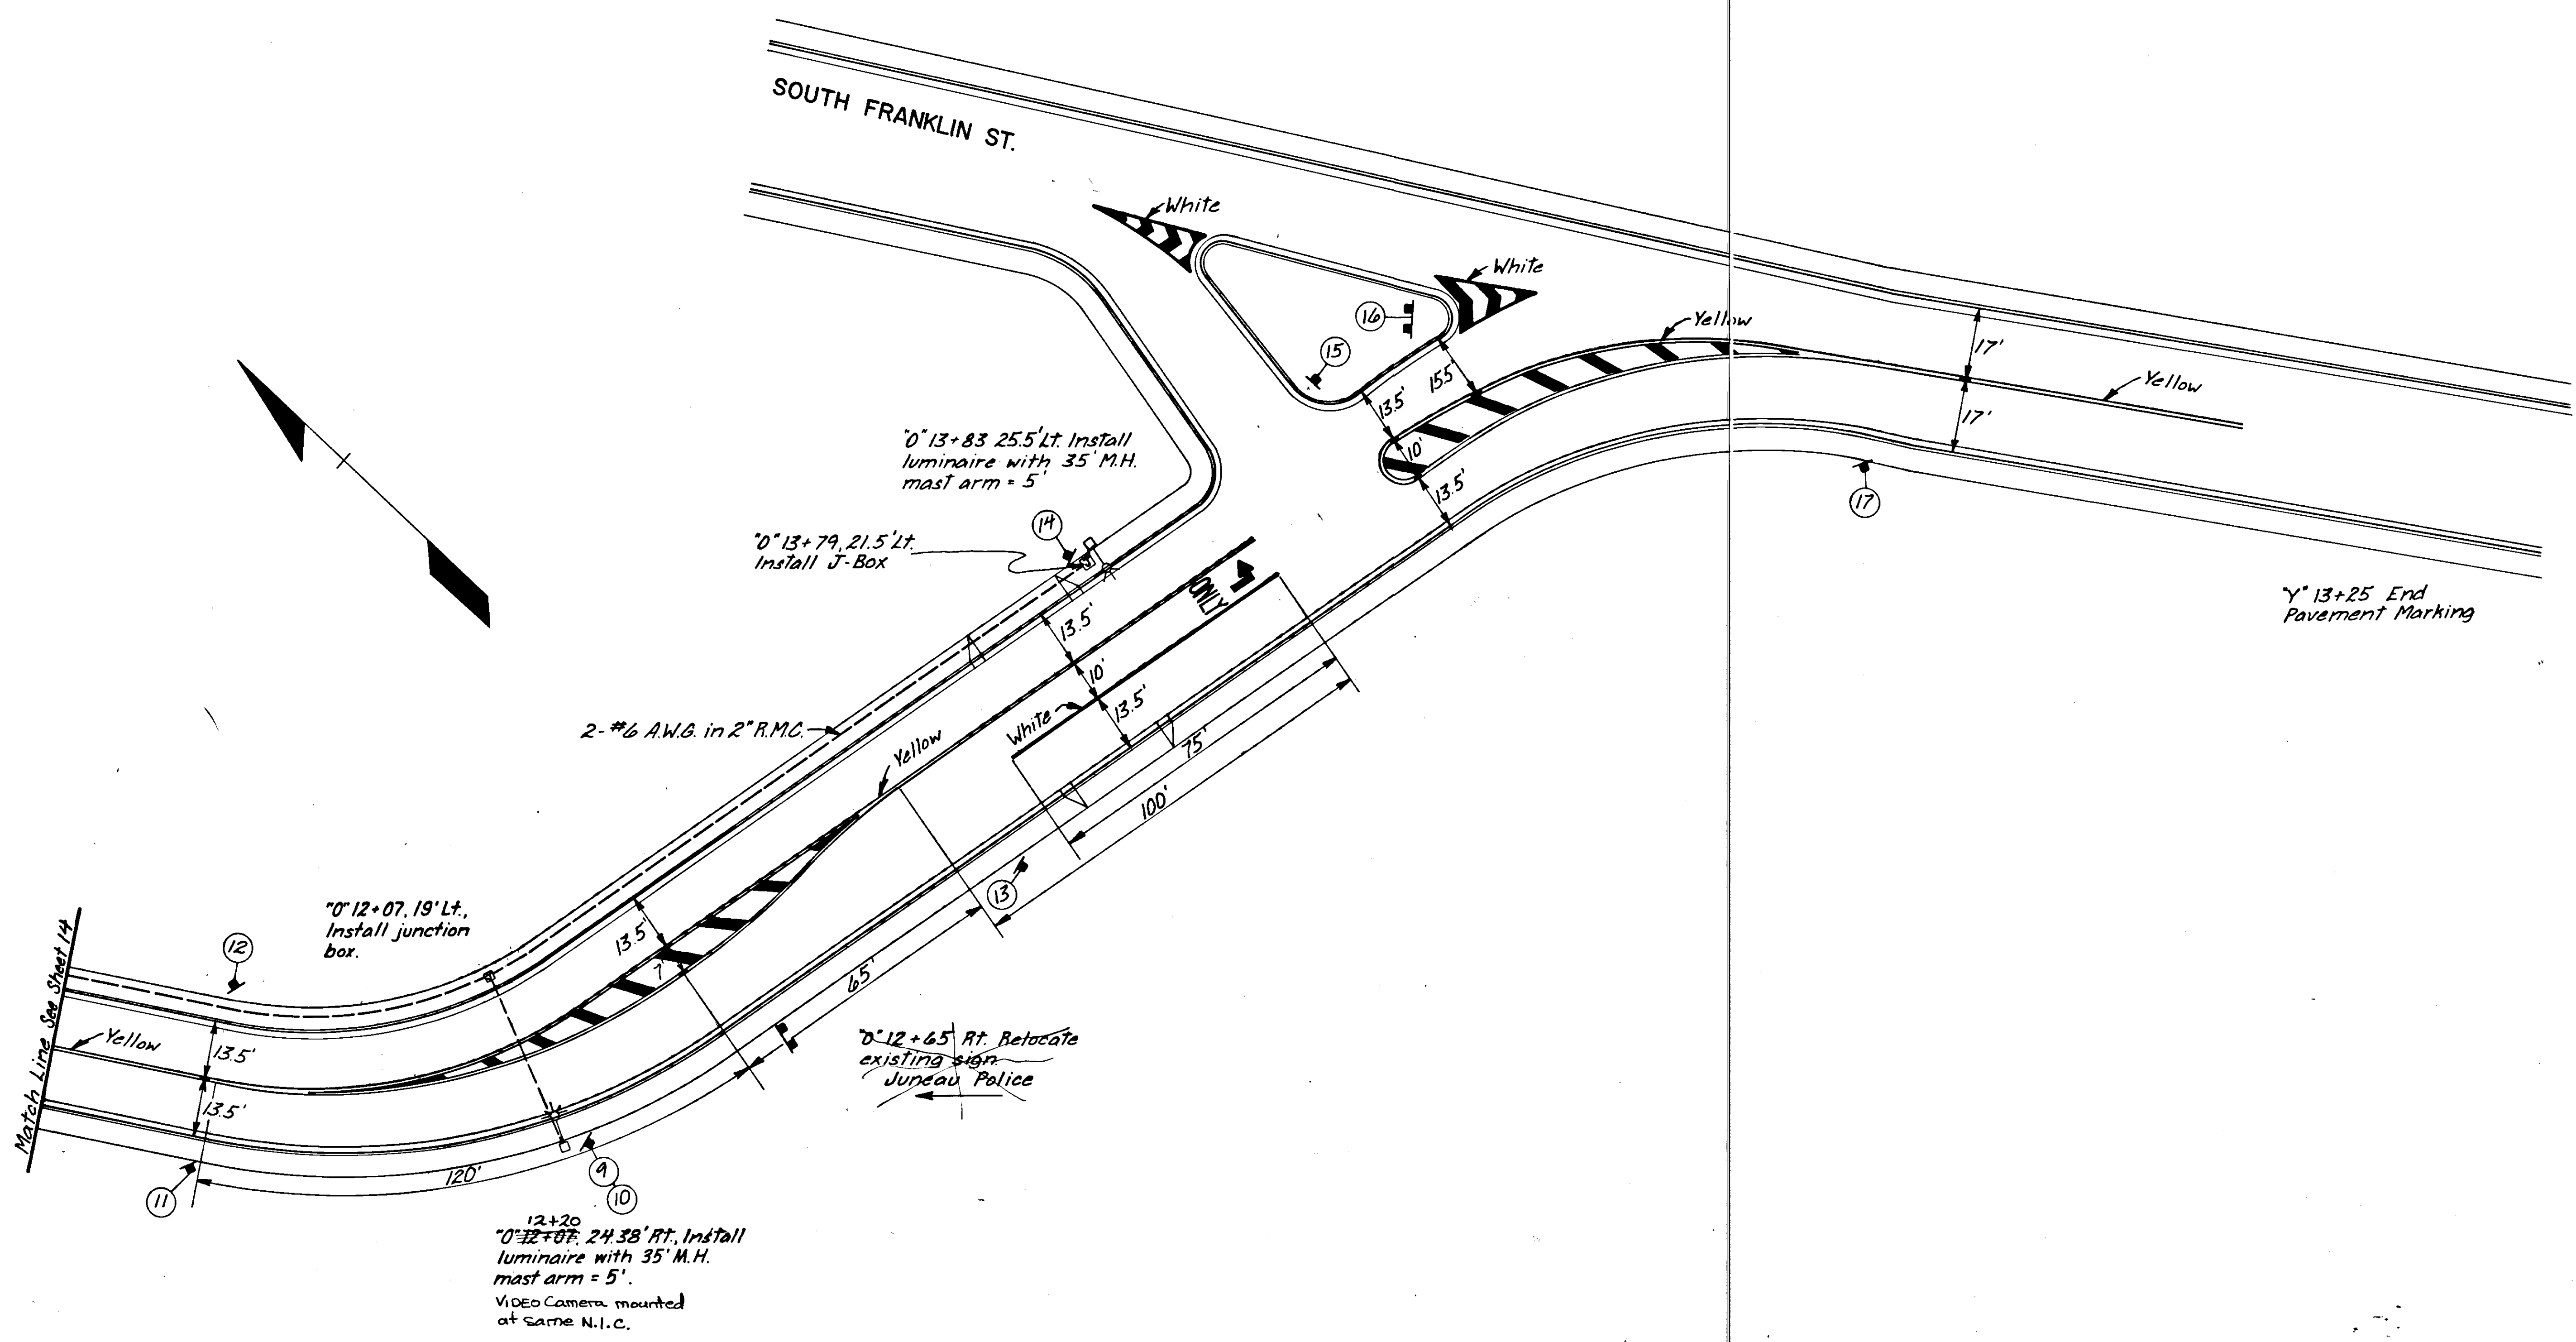 SOUTH FRANKLIN ST.
White
White
16
15
Yellow
17'
Yellow
17'
15.5'
13.5'
10'
13.5'
17
"O" 13+83 25.5' Lt. Install
luminaire with 35' M.H.
mast arm = 5'
14
"O" 13+79, 21.5' Lt.
Install J-Box
ONLY
"Y" 13+25 End
Pavement Marking
13.5'
10'
13.5'
White
2-#6 A.W.G. in 2" R.M.C.
Yellow
75'
100'
13
"O" 12+07, 19' Lt.,
Install junction
box.
12
13.5'
7'
65'
Match Line See Sheet 14
Yellow
13.5'
13.5'
"O" 12+65 Rt. Relocate
existing sign
Juneau Police
120'
11
9
10
12+20
"O" 12+07, 24.38' Rt., Install
luminaire with 35' M.H.
mast arm = 5'.
VIDEO Camera mounted
at same N.I.C.